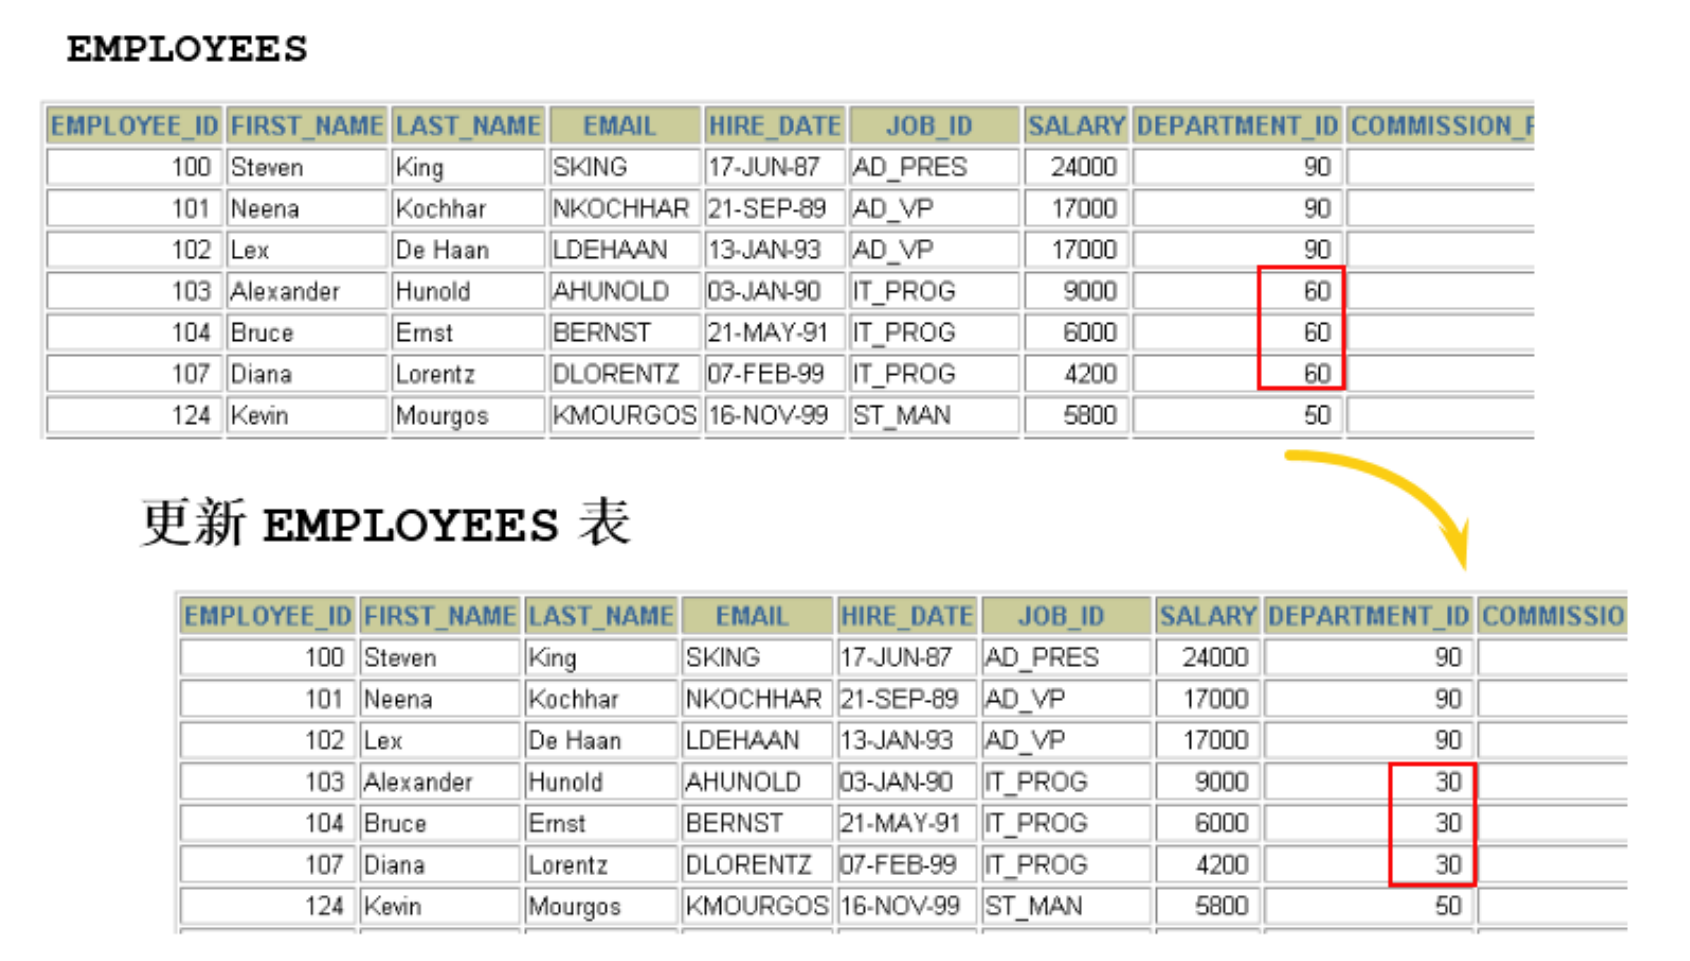 EMPLOYEES
EMPLOYEE_ID FIRST_NAME LAST_NAME EMAIL HIRE_DATE JOB_ID SALARY DEPARTMENT_ID COMMISSION_
100 Steven King SKING 17-JUN-87 AD_PRES 24000 90
101 Neena Kochhar NKOCHHAR 21-SEP-89 AD_VP 17000 90
102 Lex De Haan LDEHAAN 13-JAN-93 AD_VP 17000 90
103 Alexander Hunold AHUNOLD 03-JAN-90 IT_PROG 9000 60
104 Bruce Ernst BERNST 21-MAY-91 IT_PROG 6000 60
107 Diana Lorentz DLORENTZ 07-FEB-99 IT_PROG 4200 60
124 Kevin Mourgos KMOURGOS 16-NOV-99 ST_MAN 5800 50
更新 EMPLOYEES 表
EMPLOYEE_ID FIRST_NAME LAST_NAME EMAIL HIRE_DATE JOB_ID SALARY DEPARTMENT_ID COMMISSIO
100 Steven King SKING 17-JUN-87 AD_PRES 24000 90
101 Neena Kochhar NKOCHHAR 21-SEP-89 AD_VP 17000 90
102 Lex De Haan LDEHAAN 13-JAN-93 AD_VP 17000 90
103 Alexander Hunold AHUNOLD 03-JAN-90 IT_PROG 9000 30
104 Bruce Ernst BERNST 21-MAY-91 IT_PROG 6000 30
107 Diana Lorentz DLORENTZ 07-FEB-99 IT_PROG 4200 30
124 Kevin Mourgos KMOURGOS 16-NOV-99 ST_MAN 5800 50